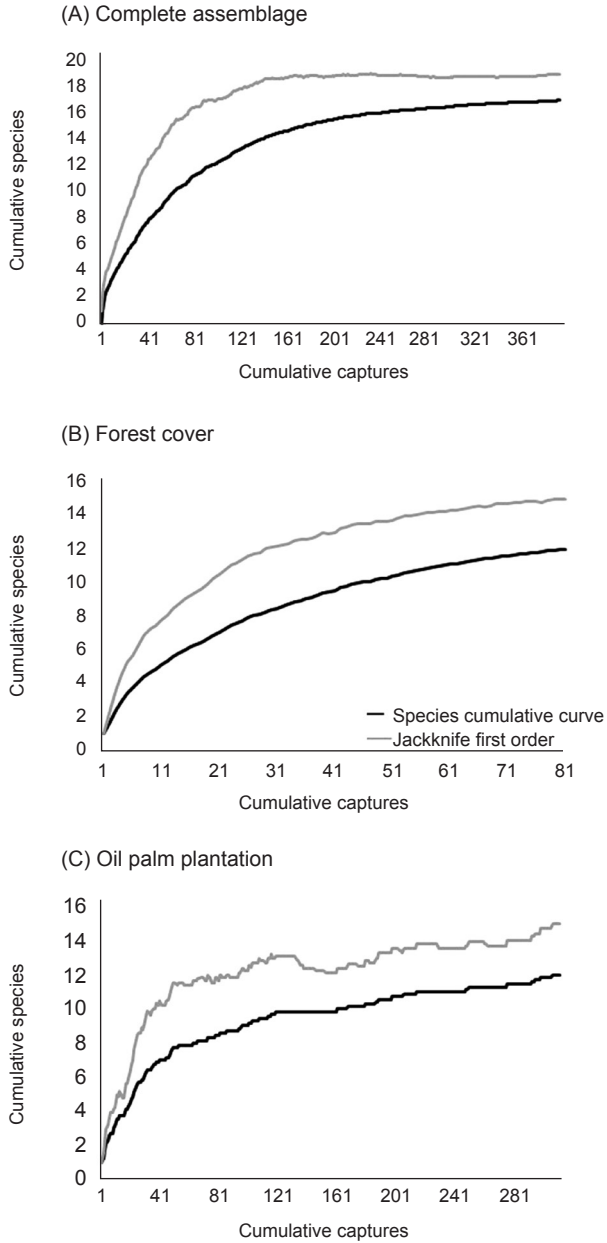 (A) Complete assemblage
20
18
16
14
12
10
8
6
4
2
0
Cumulative species
1 41 81 121 161 201 241 281 321 361
Cumulative captures
(B) Forest cover
16
14
12
10
8
6
4
2
0
Cumulative species
Species cumulative curve
Jackknife first order
1 11 21 31 41 51 61 71 81
Cumulative captures
(C) Oil palm plantation
16
14
12
10
8
6
4
2
0
Cumulative species
1 41 81 121 161 201 241 281
Cumulative captures